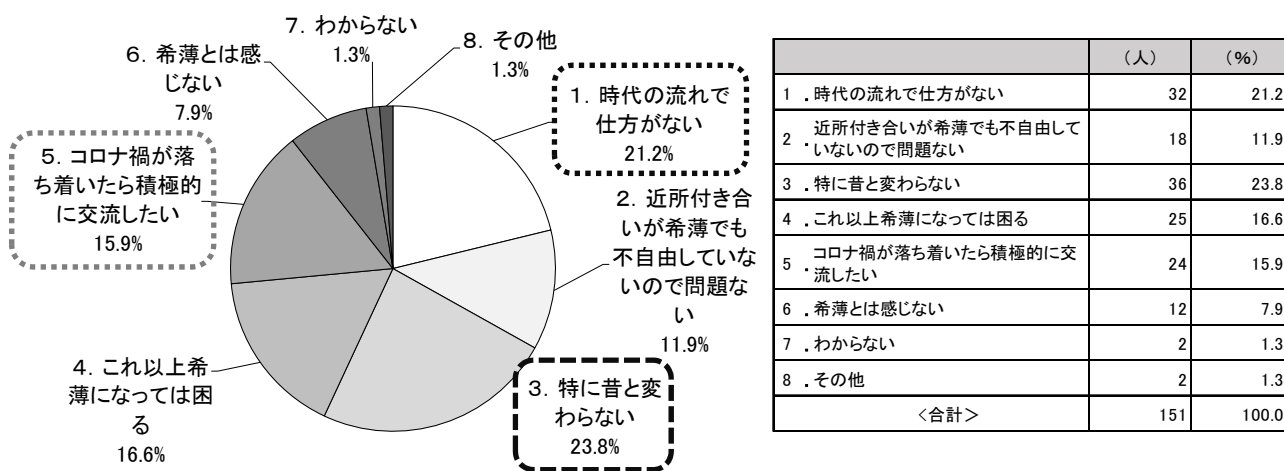 7. わからない
1.3%
8. その他
1.3%
6. 希薄とは感
じない
7.9%
1. 時代の流れで
仕方がない
21.2%
5. コロナ禍が落
ち着いたら積極的
に交流したい
15.9%
2. 近所付き合
いが希薄でも
不自由していな
いので問題な
い
11.9%
4. これ以上希
薄になっては困
る
16.6%
3. 特に昔と変
わらない
23.8%
（人） （%）
1 .時代の流れで仕方がない 32 21.2
2 .近所付き合いが希薄でも不自由して
いないので問題ない 18 11.9
3 .特に昔と変わらない 36 23.8
4 .これ以上希薄になっては困る 25 16.6
5 .コロナ禍が落ち着いたら積極的に交
流したい 24 15.9
6 .希薄とは感じない 12 7.9
7 .わからない 2 1.3
8 .その他 2 1.3
＜合計＞ 151 100.0